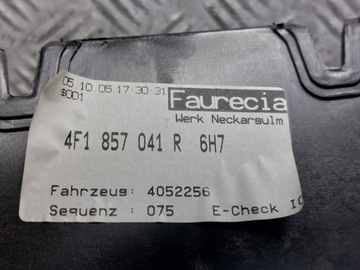 05.10.05 17:30:31
$001
Faurecia
Werk Neckarsulm
4F1 857 041 R 6H7
Fahrzeug: 4052256
Sequenz : 075 E-Check IO